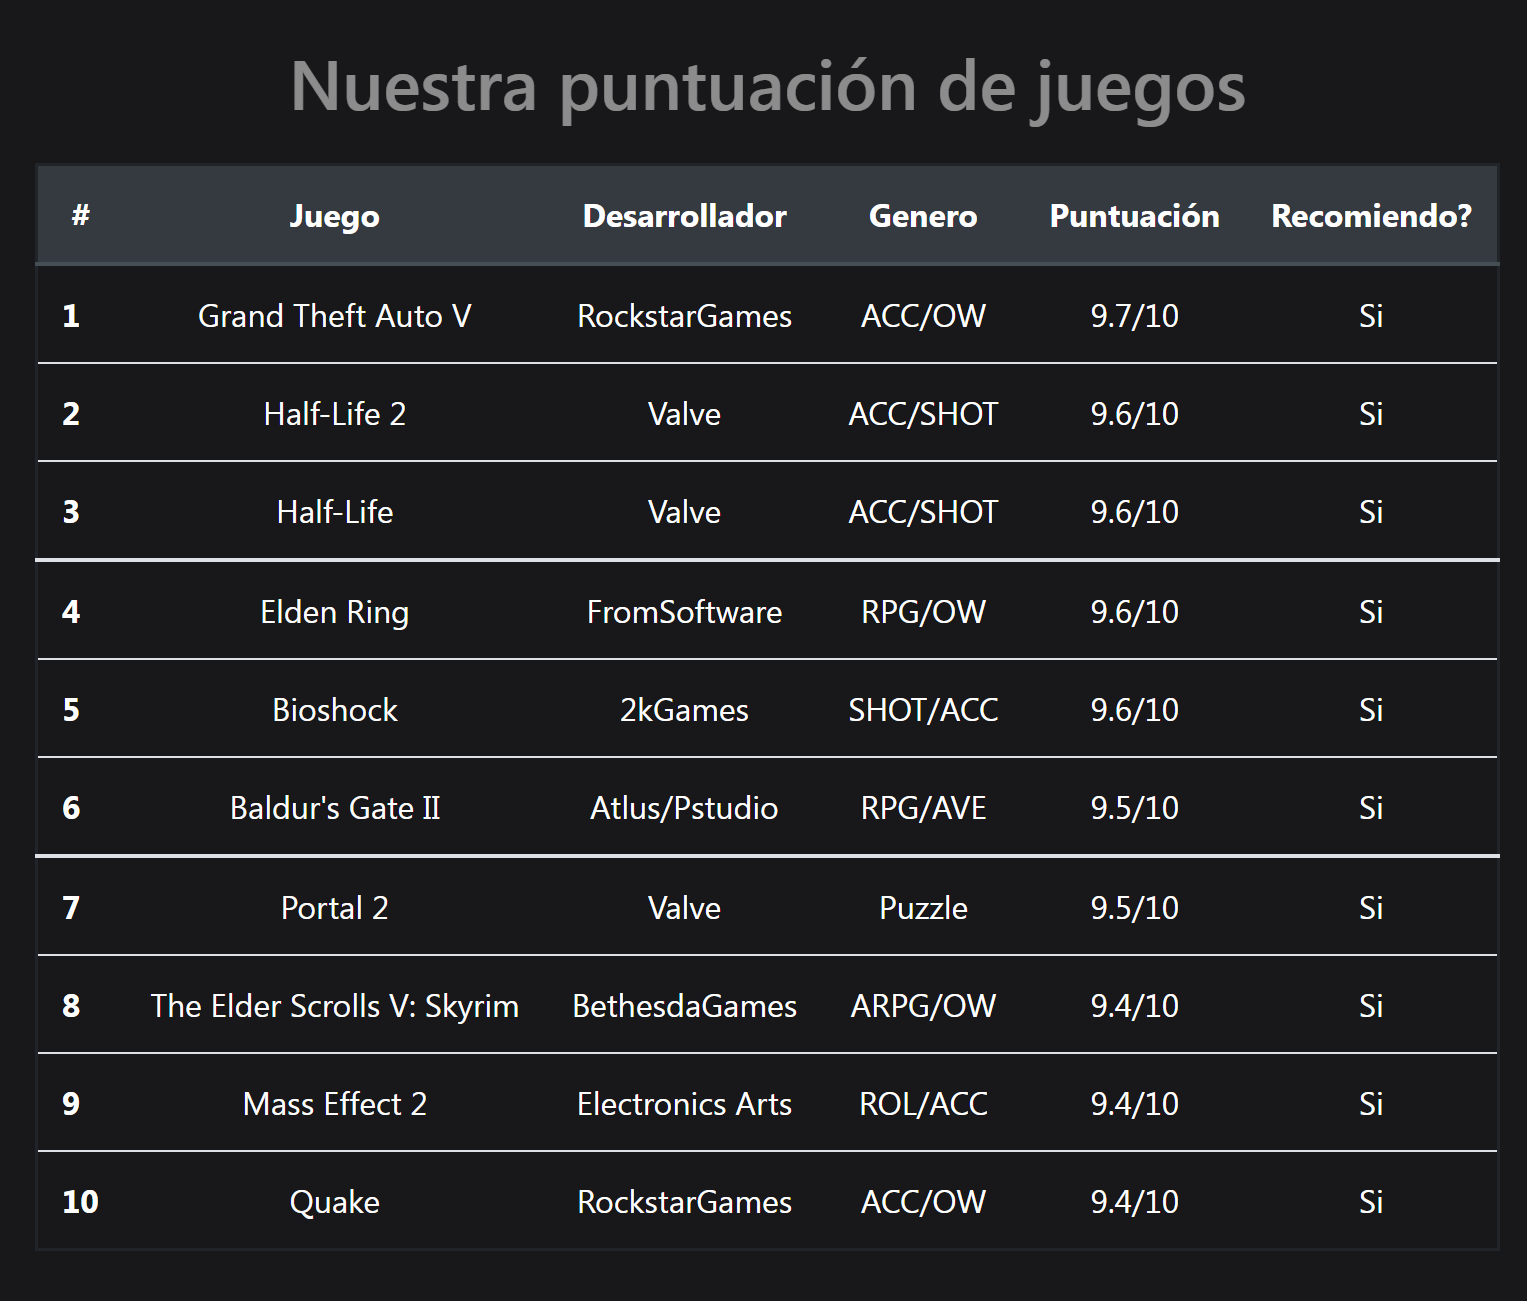 Nuestra puntuación de juegos
# Juego Desarrollador Genero Puntuación Recomiendo?
1 Grand Theft Auto V RockstarGames ACC/OW 9.7/10 Si
2 Half-Life 2 Valve ACC/SHOT 9.6/10 Si
3 Half-Life Valve ACC/SHOT 9.6/10 Si
4 Elden Ring FromSoftware RPG/OW 9.6/10 Si
5 Bioshock 2kGames SHOT/ACC 9.6/10 Si
6 Baldur's Gate II Atlus/Pstudio RPG/AVE 9.5/10 Si
7 Portal 2 Valve Puzzle 9.5/10 Si
8 The Elder Scrolls V: Skyrim BethesdaGames ARPG/OW 9.4/10 Si
9 Mass Effect 2 Electronics Arts ROL/ACC 9.4/10 Si
10 Quake RockstarGames ACC/OW 9.4/10 Si